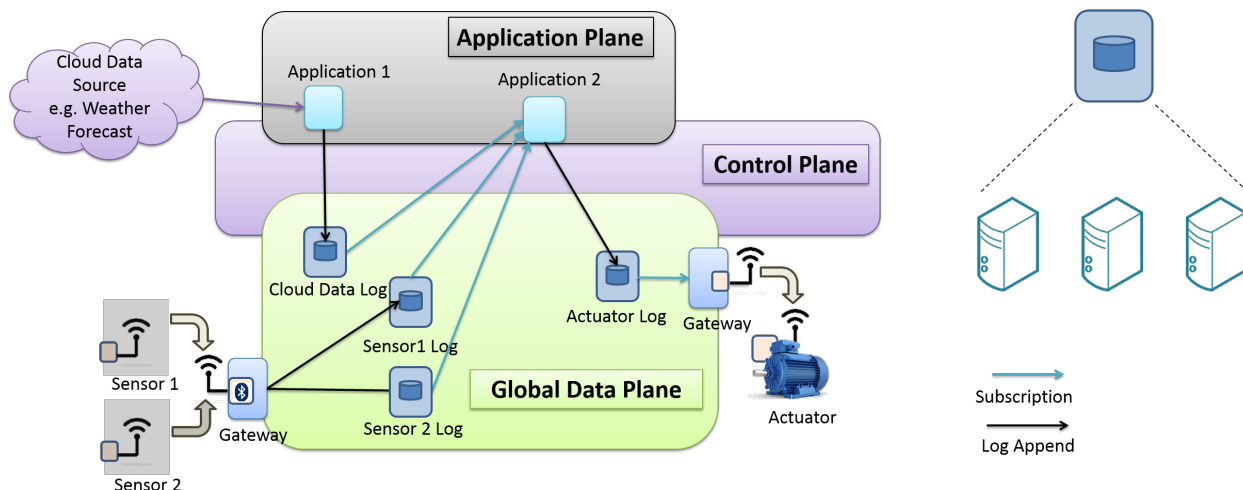 Application Plane
Cloud Data
Source
e.g. Weather
Forecast
Application 1
Application 2
Control Plane
Cloud Data Log
Actuator Log
Gateway
Sensor1 Log
Sensor 1
Global Data Plane
Gateway
Sensor 2 Log
Actuator
Sensor 2
Subscription
Log Append